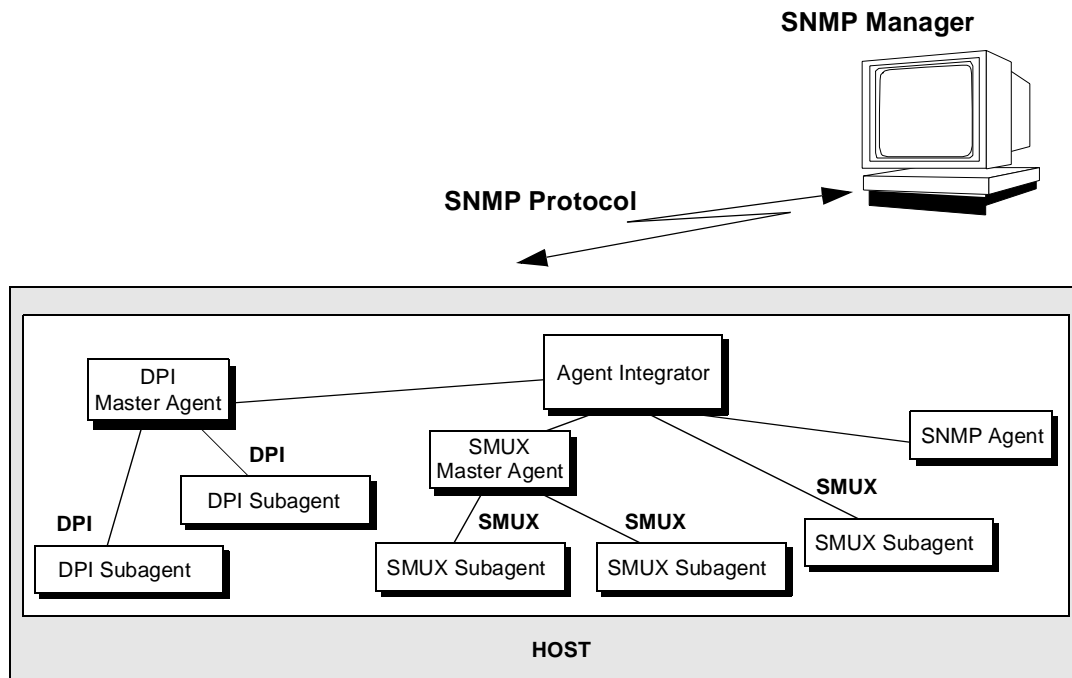 SNMP Manager
SNMP Protocol
DPI
Master Agent
Agent Integrator
SNMP Agent
SMUX
Master Agent
DPI
DPI Subagent
SMUX
DPI
SMUX
SMUX
SMUX Subagent
DPI Subagent
SMUX Subagent
SMUX Subagent
HOST